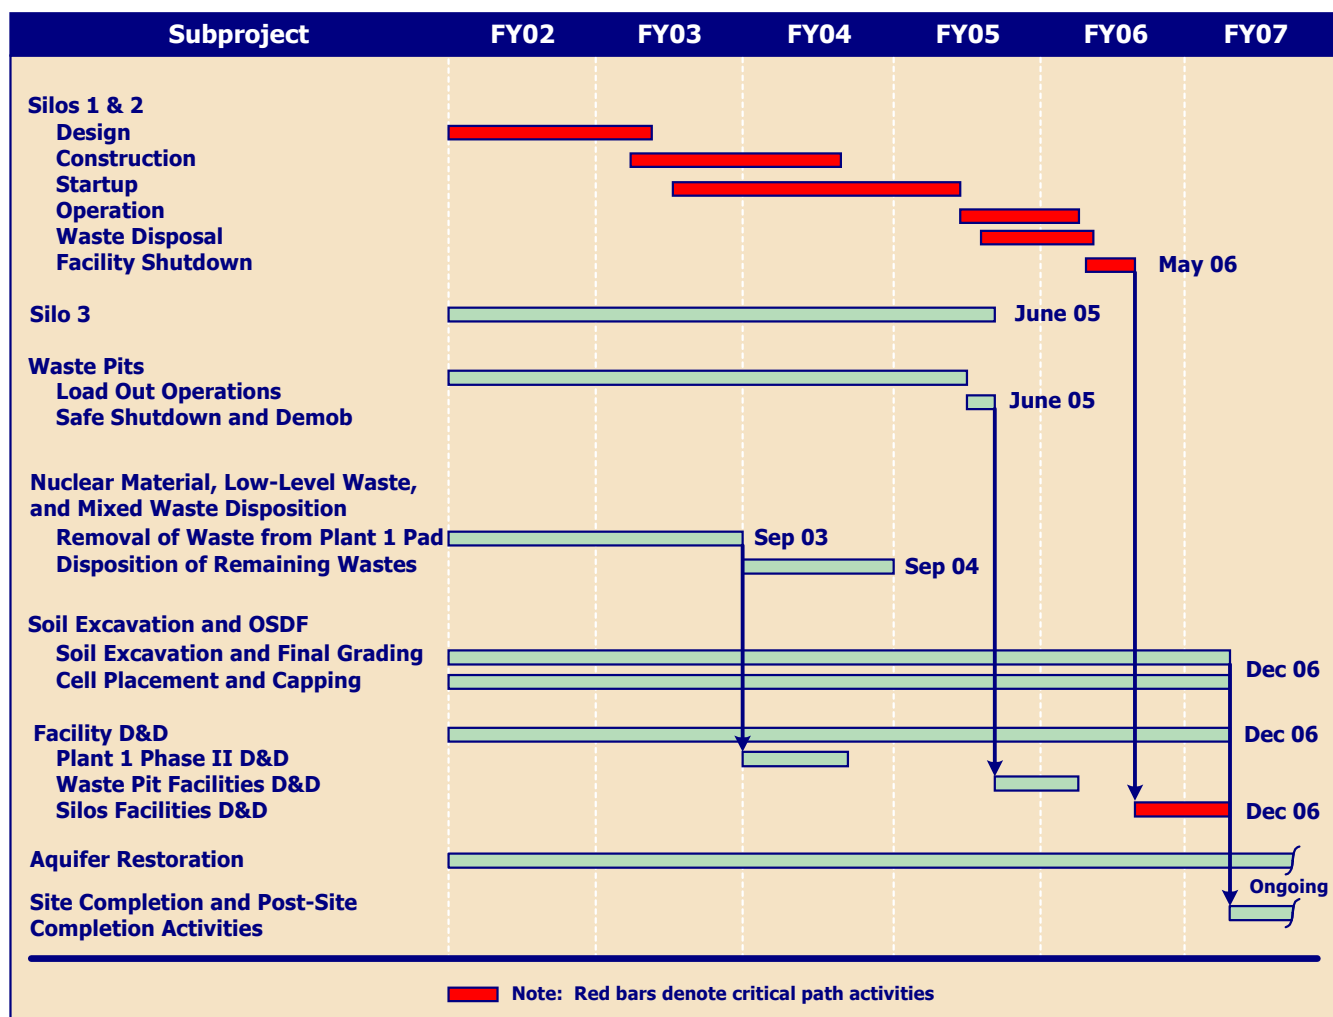 Subproject FY02 FY03 FY04 FY05 FY06 FY07
Silos 1 & 2
Design
Construction
Startup
Operation
Waste Disposal
Facility Shutdown May 06
Silo 3 June 05
Waste Pits
Load Out Operations
Safe Shutdown and Demob June 05
Nuclear Material, Low-Level Waste,
and Mixed Waste Disposition
Removal of Waste from Plant 1 Pad Sep 03
Disposition of Remaining Wastes Sep 04
Soil Excavation and OSDF
Soil Excavation and Final Grading
Cell Placement and Capping Dec 06
Facility D&D Dec 06
Plant 1 Phase II D&D
Waste Pit Facilities D&D
Silos Facilities D&D Dec 06
Aquifer Restoration
Ongoing
Site Completion and Post-Site
Completion Activities
Note: Red bars denote critical path activities